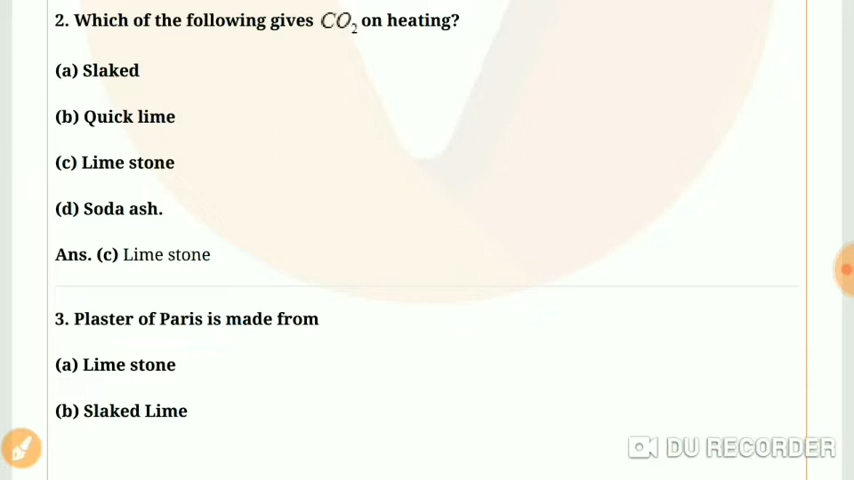 2. Which of the following gives CO₂ on heating?
(a) Slaked
(b) Quick lime
(c) Lime stone
(d) Soda ash.
Ans. (c) Lime stone
3. Plaster of Paris is made from
(a) Lime stone
(b) Slaked Lime
DU RECORDER